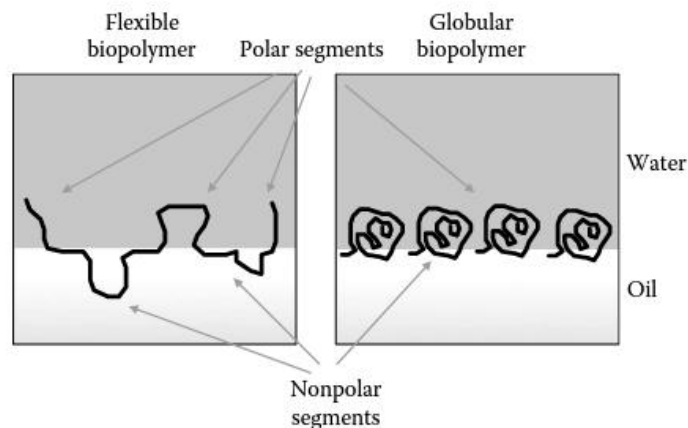 Flexible
biopolymer
Polar segments
Globular
biopolymer
Water
Oil
Nonpolar
segments